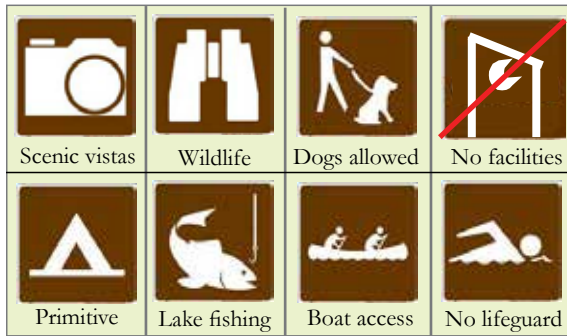 Scenic vistas
Wildlife
Dogs allowed
No facilities
Primitive
Lake fishing
Boat access
No lifeguard